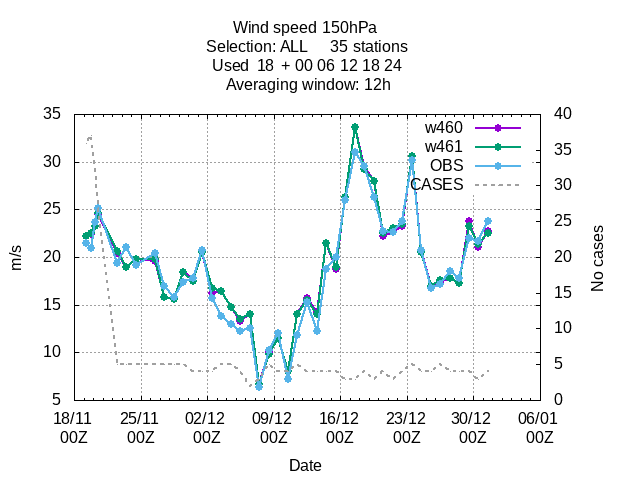 Wind speed 150hPa
Selection: ALL 35 stations
Used 18 + 00 06 12 18 24
Averaging window: 12h
35 40
w460
35
w461
30 OBS 30
CASES
25 25
20 20
15 15
10 10
5
5 0
m/s
No cases
18/11 25/11 02/12 09/12 16/12 23/12 30/12 06/01
00Z 00Z 00Z 00Z 00Z 00Z 00Z 00Z
Date